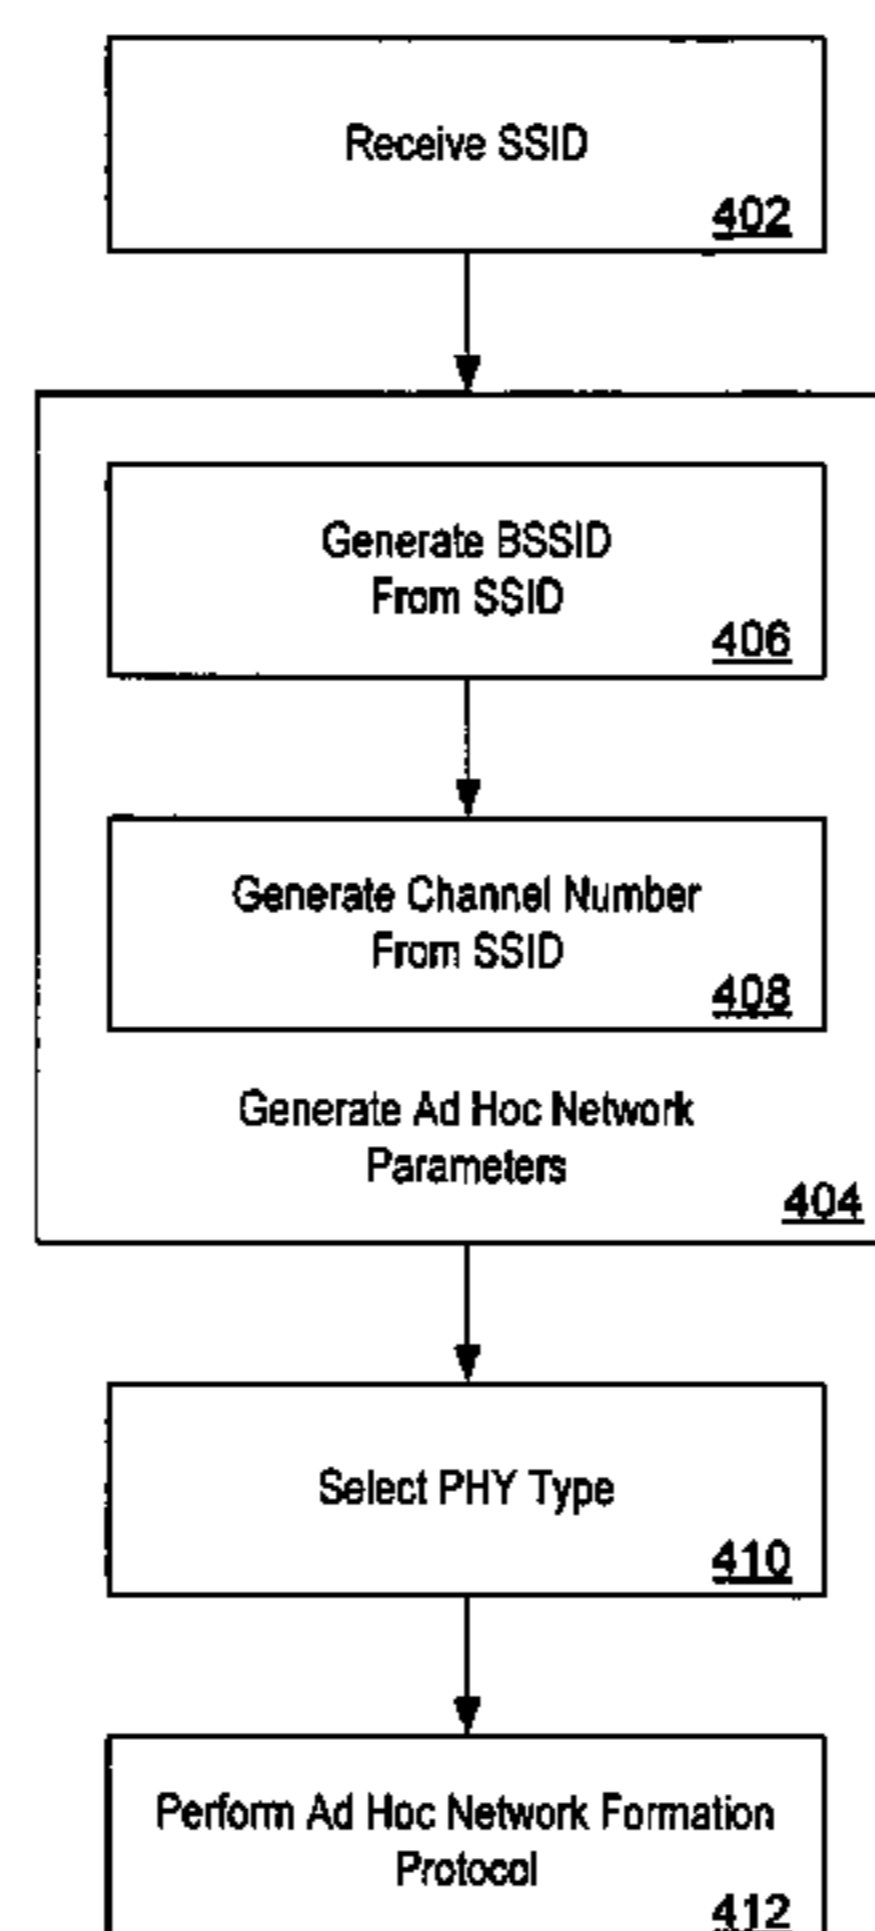 Receive SSID
402
Generate BSSID
From SSID
406
Generate Channel Number
From SSID
408
Generate Ad Hoc Network
Parameters
404
Select PHY Type
410
Perform Ad Hoc Network Formation
Protocol
412